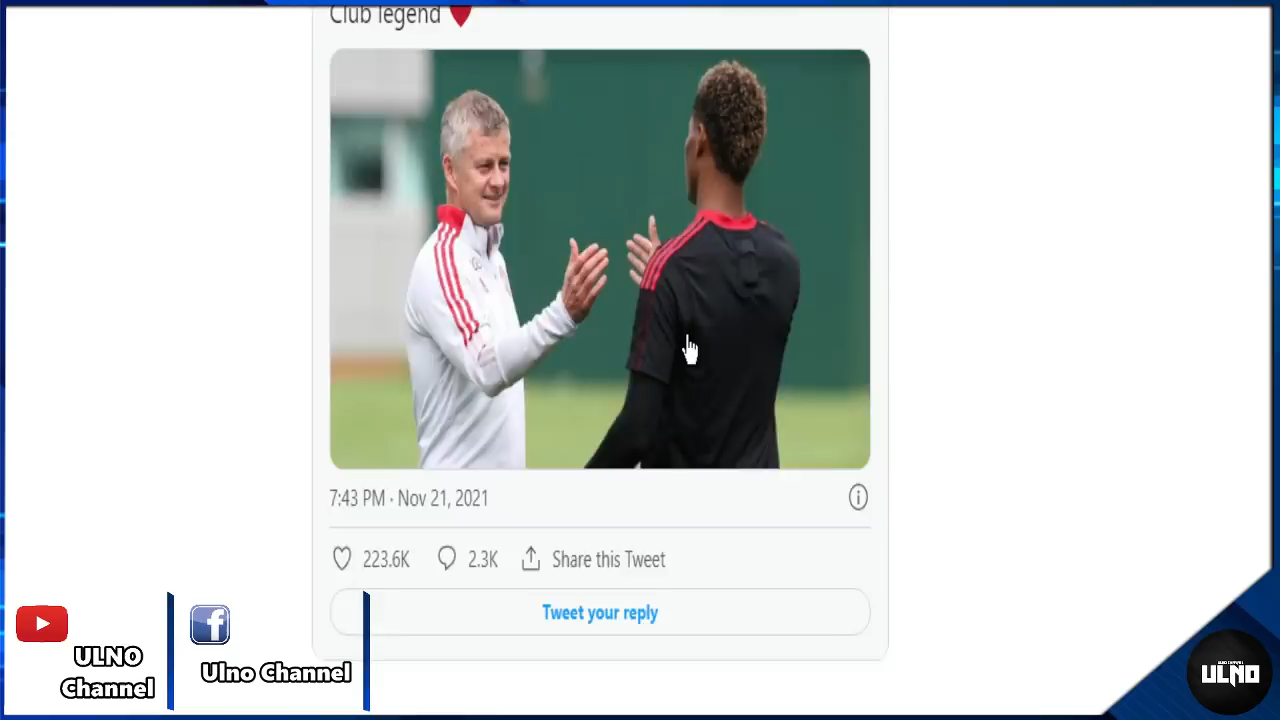 Club legend
7:43 PM · Nov 21, 2021
223.6K 2.3K Share this Tweet
Tweet your reply
ULNO
Channel
Ulno Channel
ULNO